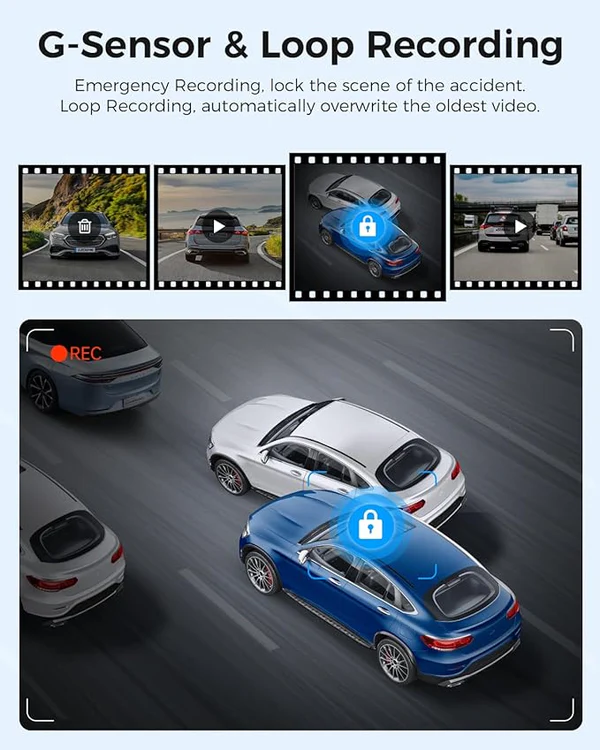 G-Sensor & Loop Recording
Emergency Recording, lock the scene of the accident.
Loop Recording, automatically overwrite the oldest video.
REC